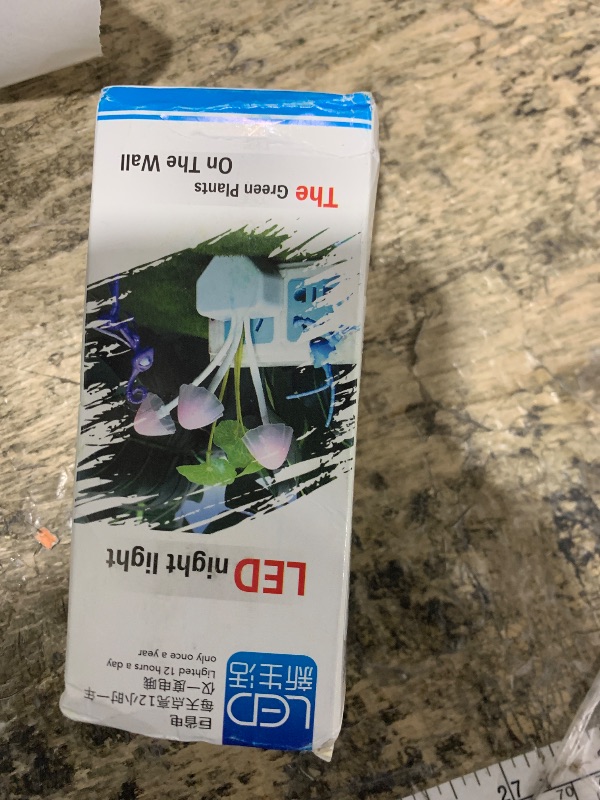 LED
新生活
巨省电
每天点亮12小时一年
仅一度电哦
Lighted 12 hours a day
only once a year
LED night light
The Green Plants
On The Wall
27
70